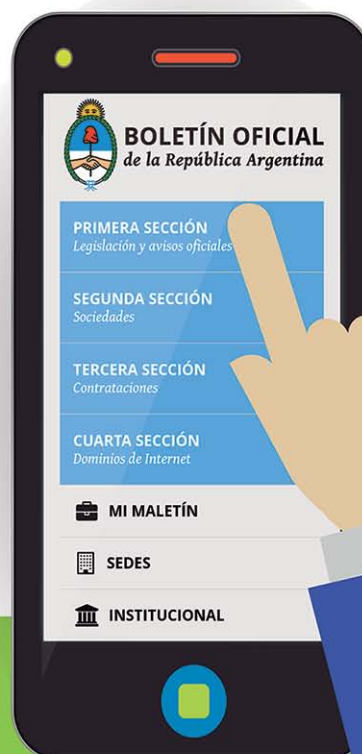 BOLETÍN OFICIAL
de la República Argentina
PRIMERA SECCIÓN
Legislación y avisos oficiales
SEGUNDA SECCIÓN
Sociedades
TERCERA SECCIÓN
Contrataciones
CUARTA SECCIÓN
Dominios de Internet
MI MALETÍN
SEDES
INSTITUCIONAL